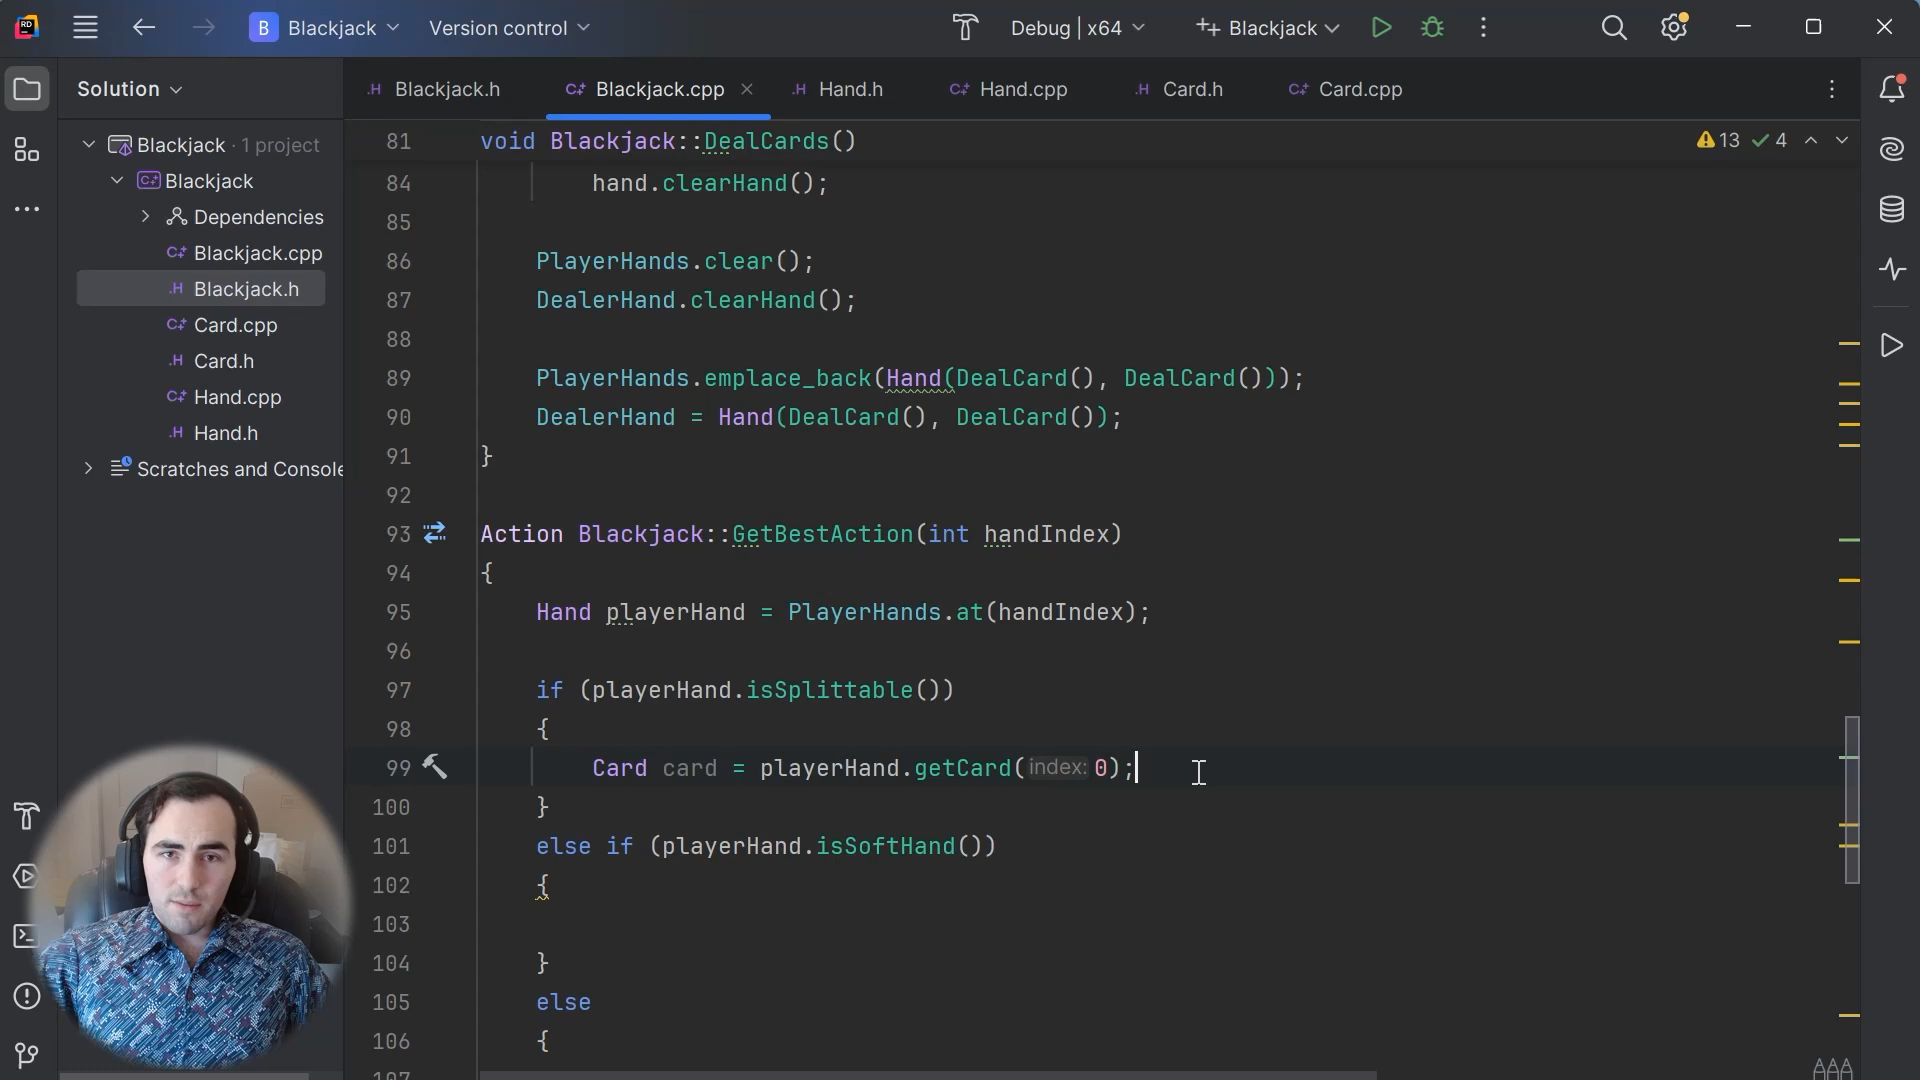 RD
B Blackjack
Version control
Debug | x64
Blackjack
Solution
Blackjack.h
Blackjack.cpp
Hand.h
Hand.cpp
Card.h
Card.cpp
Blackjack · 1 project
Blackjack
Dependencies
Blackjack.cpp
Blackjack.h
Card.cpp
Card.h
Hand.cpp
Hand.h
Scratches and Console
13
4
81 void Blackjack::DealCards()
84 hand.clearHand();
85
86 PlayerHands.clear();
87 DealerHand.clearHand();
88
89 PlayerHands.emplace_back(Hand(DealCard(), DealCard()));
90 DealerHand = Hand(DealCard(), DealCard());
91 }
92
93 Action Blackjack::GetBestAction(int handIndex)
94 {
95 Hand playerHand = PlayerHands.at(handIndex);
96
97 if (playerHand.isSplittable())
98 {
99 Card card = playerHand.getCard(index: 0);
100 }
101 else if (playerHand.isSoftHand())
102 {
103
104 }
105 else
106 {
107